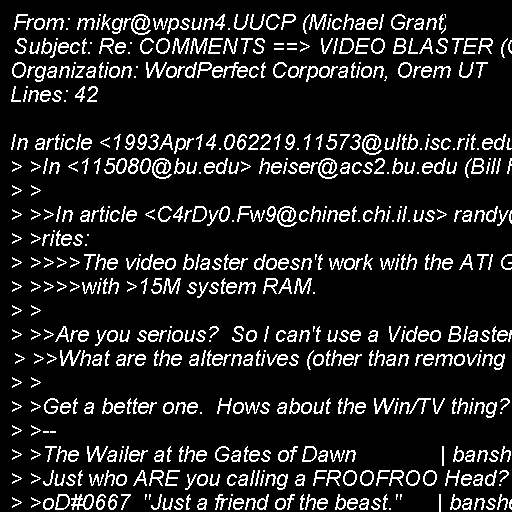 From: mikgr@wpsun4.UUCP (Michael Grant)
Subject: Re: COMMENTS ==> VIDEO BLASTER (
Organization: WordPerfect Corporation, Orem UT
Lines: 42

In article <1993Apr14.062219.11573@ultb.isc.rit.edu
> >In <115080@bu.edu> heiser@acs2.bu.edu (Bill
> >
> >>In article <C4rDy0.Fw9@chinet.chi.il.us> randy@
> >rites:
> >>>>The video blaster doesn't work with the ATI
> >>>>with >15M system RAM.
> >
> >>Are you serious?  So I can't use a Video Blaster
> >>What are the alternatives (other than removing
> >
> >Get a better one.  Hows about the Win/TV thing?
> >--
> >The Wailer at the Gates of Dawn              | bansh
> >Just who ARE you calling a FROOFROO Head?
> >oD#0667  "Just a friend of the beast."      | banshe